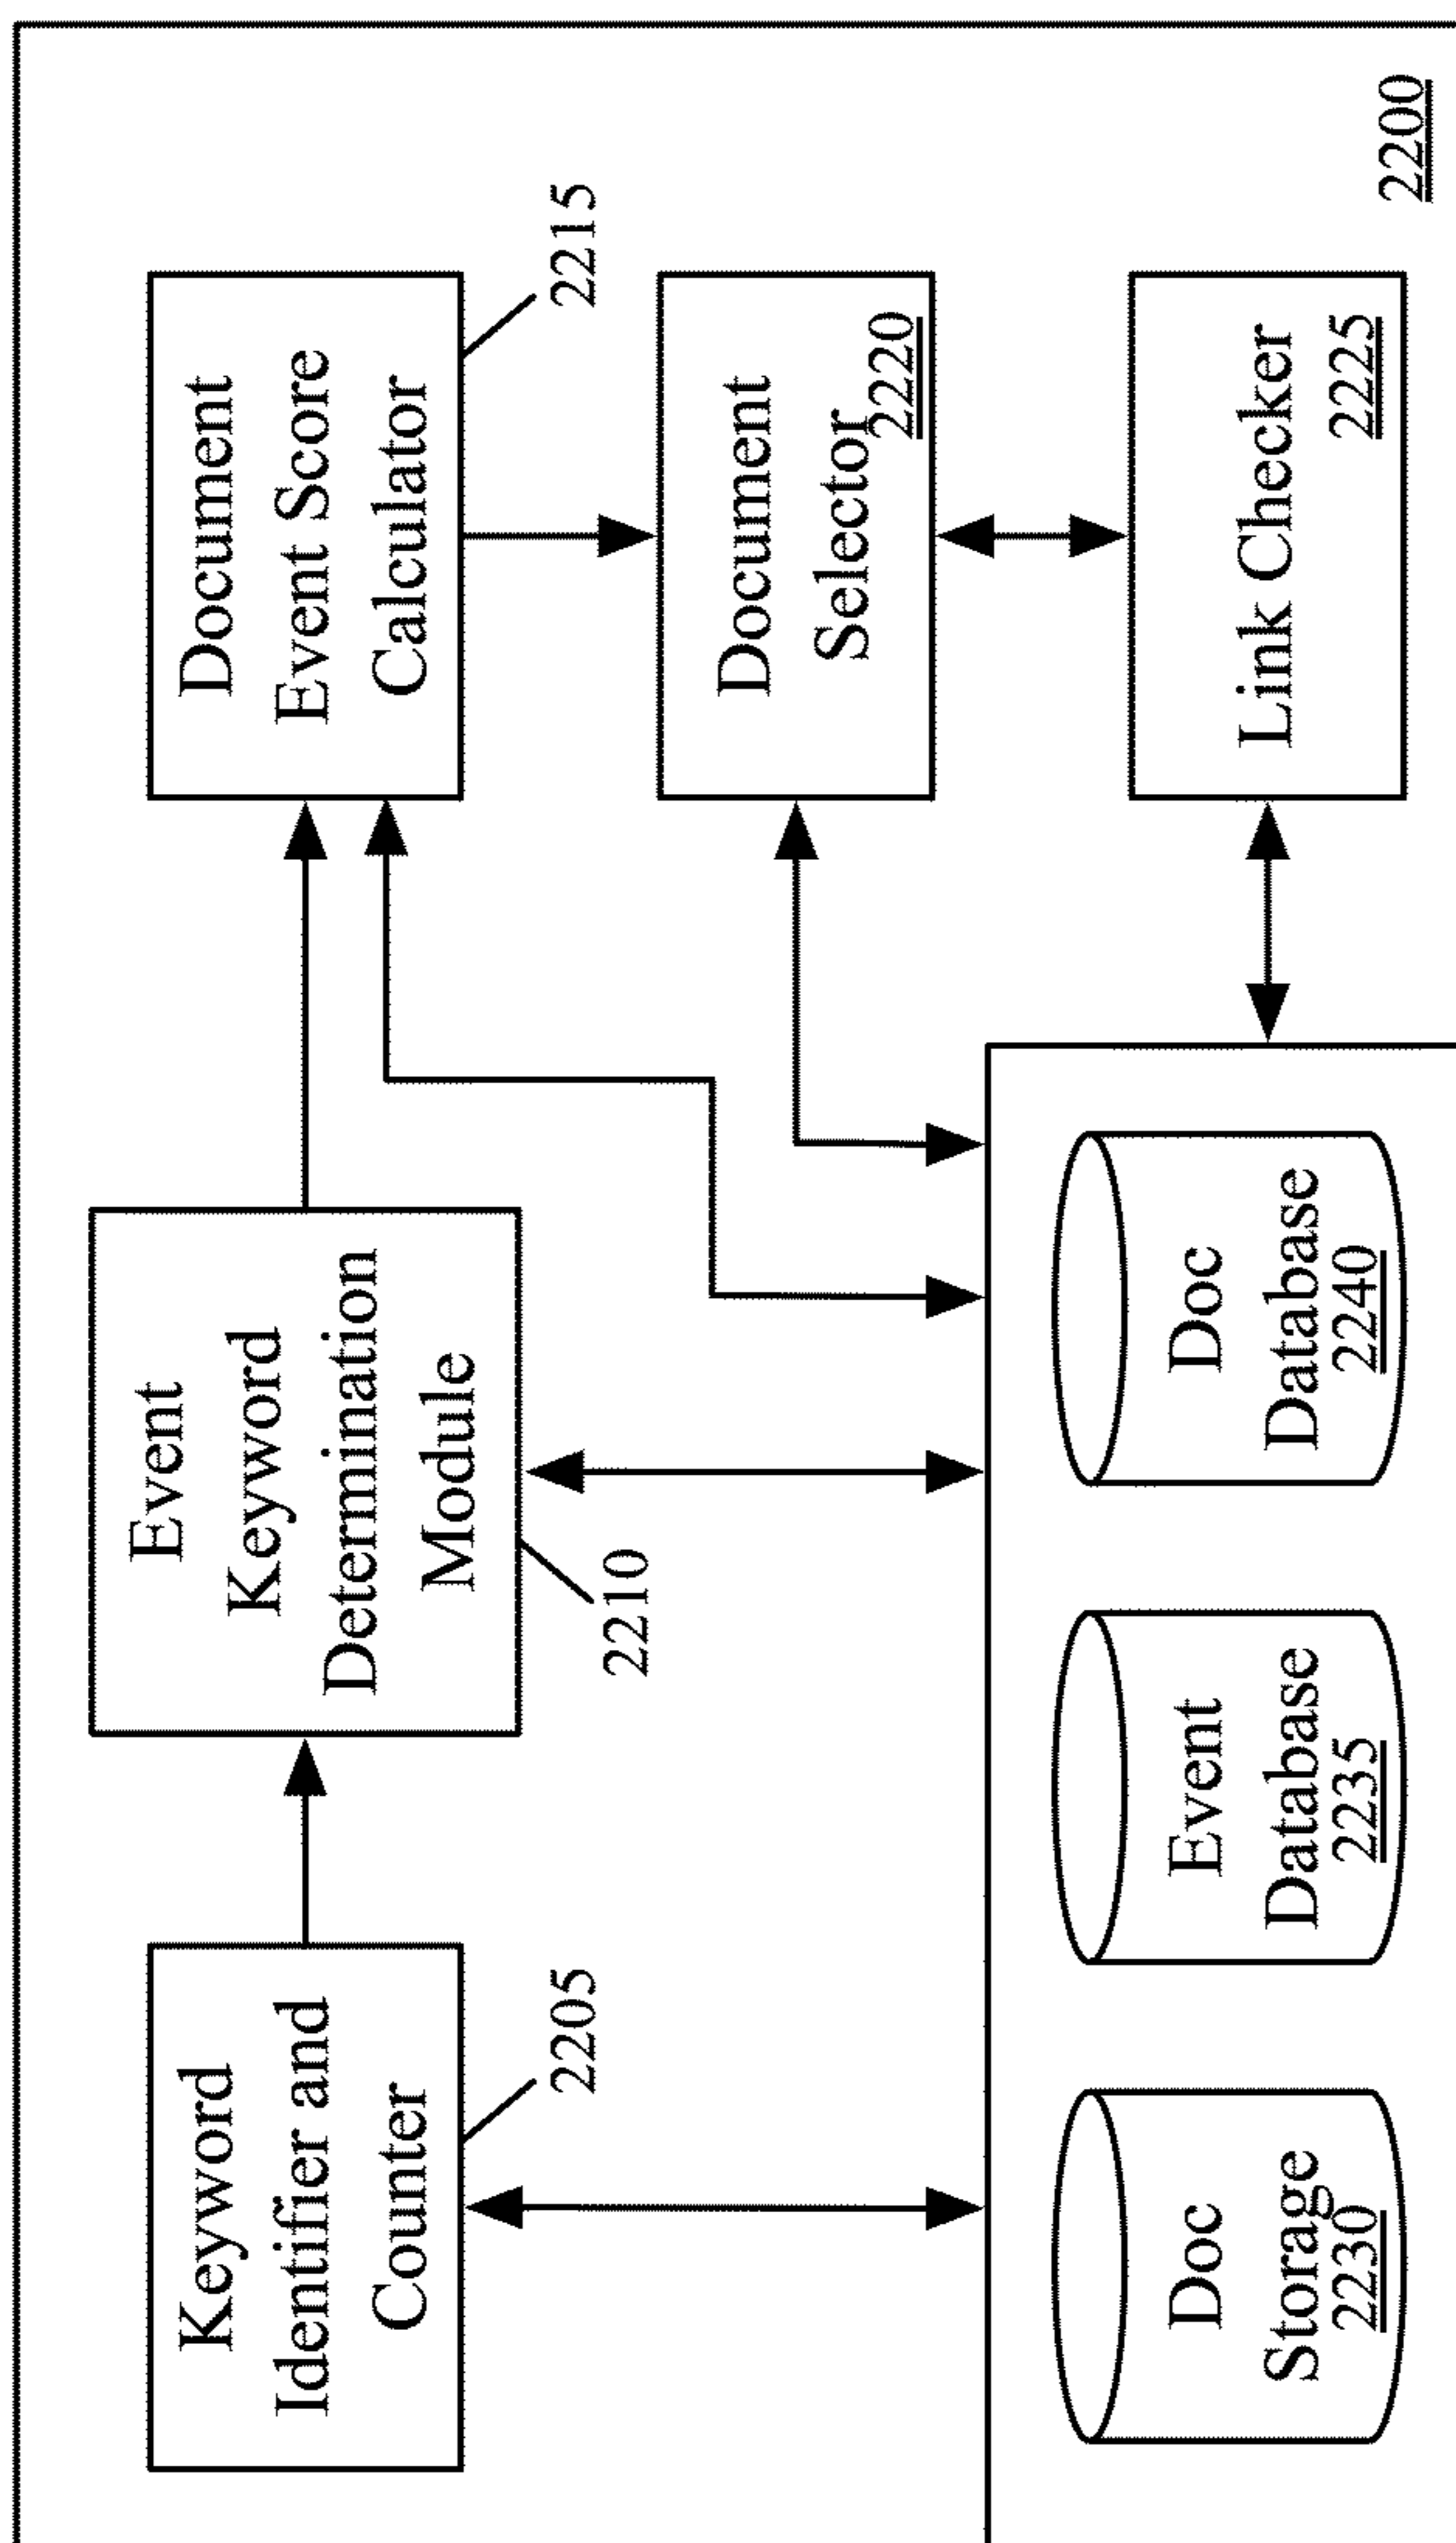 Keyword
Identifier and
Counter
2205
Event
Keyword
Determination
Module
2210
Document
Event Score
Calculator
2215
Document
Selector
2220
Link Checker
2225
Doc
Storage
2230
Event
Database
2235
Doc
Database
2240
2200